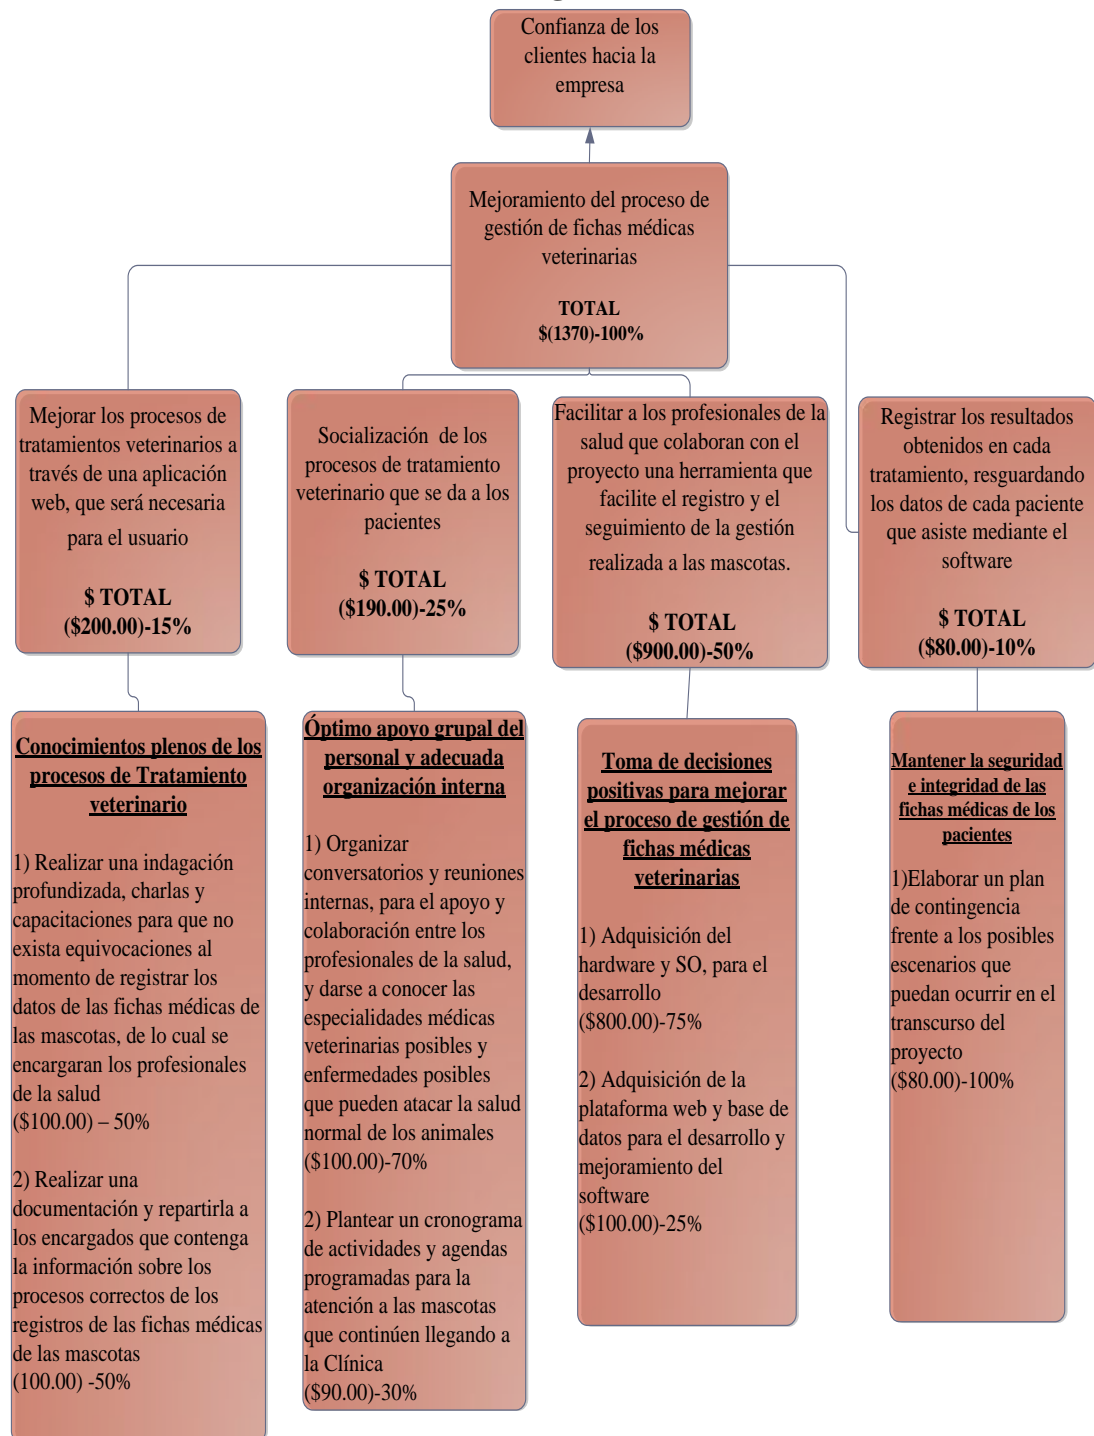 Confianza de los
clientes hacia la
empresa
Mejoramiento del proceso de
gestión de fichas médicas
veterinarias
TOTAL
$(1370)-100%
Mejorar los procesos de
tratamientos veterinarios a
través de una aplicación
web, que será necesaria
para el usuario
$ TOTAL
($200.00)-15%
Socialización de los
procesos de tratamiento
veterinario que se da a los
pacientes
$ TOTAL
($190.00)-25%
Facilitar a los profesionales de la
salud que colaboran con el
proyecto una herramienta que
facilite el registro y el
seguimiento de la gestión
realizada a las mascotas.
$ TOTAL
($900.00)-50%
Registrar los resultados
obtenidos en cada
tratamiento, resguardando
los datos de cada paciente
que asiste mediante el
software
$ TOTAL
($80.00)-10%
Conocimientos plenos de los
procesos de Tratamiento
veterinario
1) Realizar una indagación
profundizada, charlas y
capacitaciones para que no
exista equivocaciones al
momento de registrar los
datos de las fichas médicas de
las mascotas, de lo cual se
encargaran los profesionales
de la salud
($100.00) – 50%
2) Realizar una
documentación y repartirla a
los encargados que contenga
la información sobre los
procesos correctos de los
registros de las fichas médicas
de las mascotas
(100.00) -50%
Óptimo apoyo grupal del
personal y adecuada
organización interna
1) Organizar
conversatorios y reuniones
internas, para el apoyo y
colaboración entre los
profesionales de la salud,
y darse a conocer las
especialidades médicas
veterinarias posibles y
enfermedades posibles
que pueden atacar la salud
normal de los animales
($100.00)-70%
2) Plantear un cronograma
de actividades y agendas
programadas para la
atención a las mascotas
que continúen llegando a
la Clínica
($90.00)-30%
Toma de decisiones
positivas para mejorar
el proceso de gestión de
fichas médicas
veterinarias
1) Adquisición del
hardware y SO, para el
desarrollo
($800.00)-75%
2) Adquisición de la
plataforma web y base de
datos para el desarrollo y
mejoramiento del
software
($100.00)-25%
Mantener la seguridad
e integridad de las
fichas médicas de los
pacientes
1)Elaborar un plan
de contingencia
frente a los posibles
escenarios que
puedan ocurrir en el
transcurso del
proyecto
($80.00)-100%